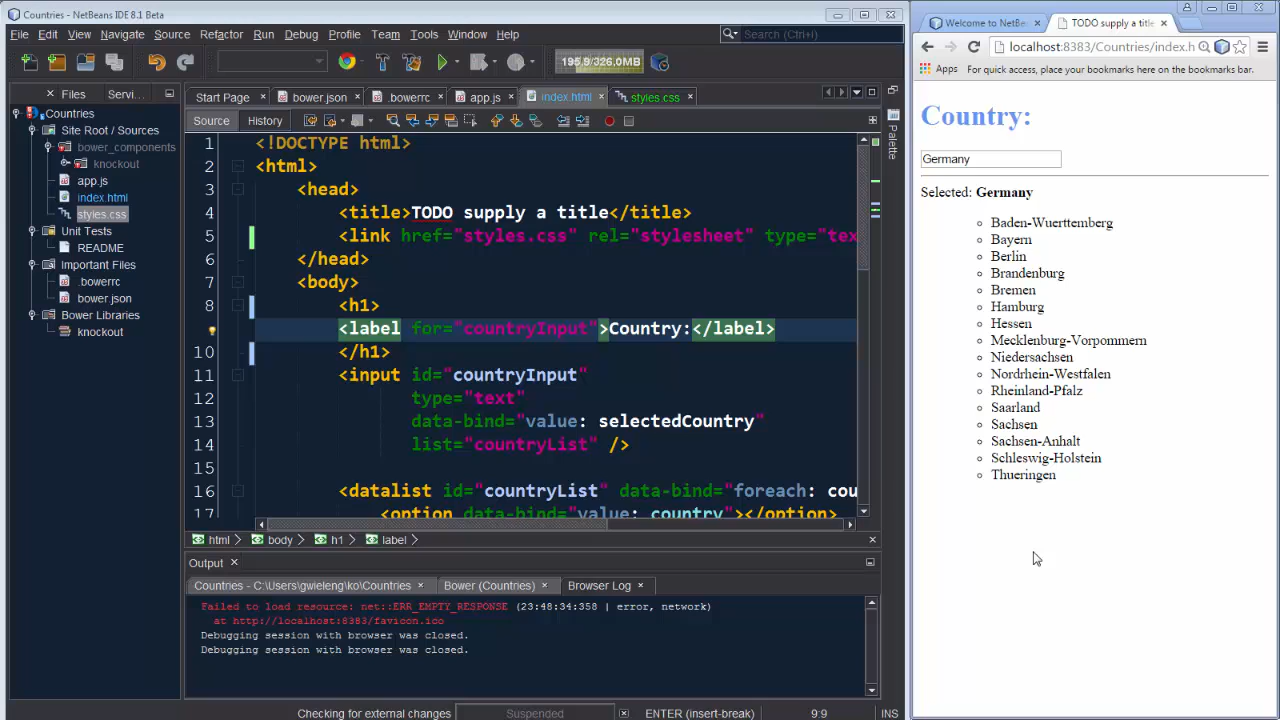 Countries - NetBeans IDE 8.1 Beta
File Edit View Navigate Source Refactor Run Debug Profile Team Tools Window Help
Search (Ctrl+I)
195.9/326.0MB
Files
Servi...
Start Page
bower.json
.bowerrc
app.js
index.html
styles.css
Source
History
Palette
Countries
Site Root / Sources
bower_components
knockout
app.js
index.html
styles.css
Unit Tests
README
Important Files
.bowerrc
bower.json
Bower Libraries
knockout
1 <!DOCTYPE html>
2 <html>
3 <head>
4 <title>TODO supply a title</title>
5 <link href="styles.css" rel="stylesheet" type="tex
6 </head>
7 <body>
8 <h1>
<label for="countryInput">Country:</label>
10 </h1>
11 <input id="countryInput"
12 type="text"
13 data-bind="value: selectedCountry"
14 list="countryList" />
15
16 <datalist id="countryList" data-bind="foreach: cou
17 <option data-bind="value: country"></option>
html body h1 label
Output
Countries - C:\Users\gwieleng\ko\Countries
Bower (Countries)
Browser Log
Failed to load resource: net::ERR_EMPTY_RESPONSE (23:48:34:358 | error, network)
at http://localhost:8383/favicon.ico
Debugging session with browser was closed.
Debugging session with browser was closed.
Checking for external changes
Suspended
ENTER (insert-break)
9:9
INS
Welcome to NetBe
TODO supply a title
localhost:8383/Countries/index.h
Apps
For quick access, place your bookmarks here on the bookmarks bar.
Country:
Germany
Selected: Germany
Baden-Wuerttemberg
Bayern
Berlin
Brandenburg
Bremen
Hamburg
Hessen
Mecklenburg-Vorpommern
Niedersachsen
Nordrhein-Westfalen
Rheinland-Pfalz
Saarland
Sachsen
Sachsen-Anhalt
Schleswig-Holstein
Thueringen